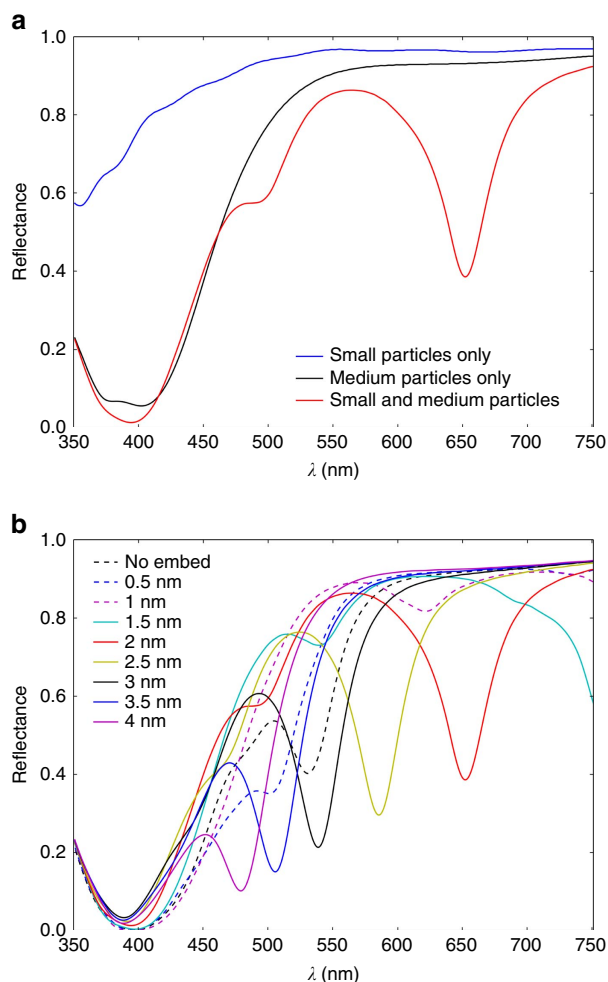 a
1.0
0.8
0.6
0.4
0.2
0.0
Reflectance
Small particles only
Medium particles only
Small and medium particles
350 400 450 500 550 600 650 700 750
λ (nm)
b
1.0
0.8
0.6
0.4
0.2
0.0
Reflectance
No embed
0.5 nm
1 nm
1.5 nm
2 nm
2.5 nm
3 nm
3.5 nm
4 nm
350 400 450 500 550 600 650 700 750
λ (nm)